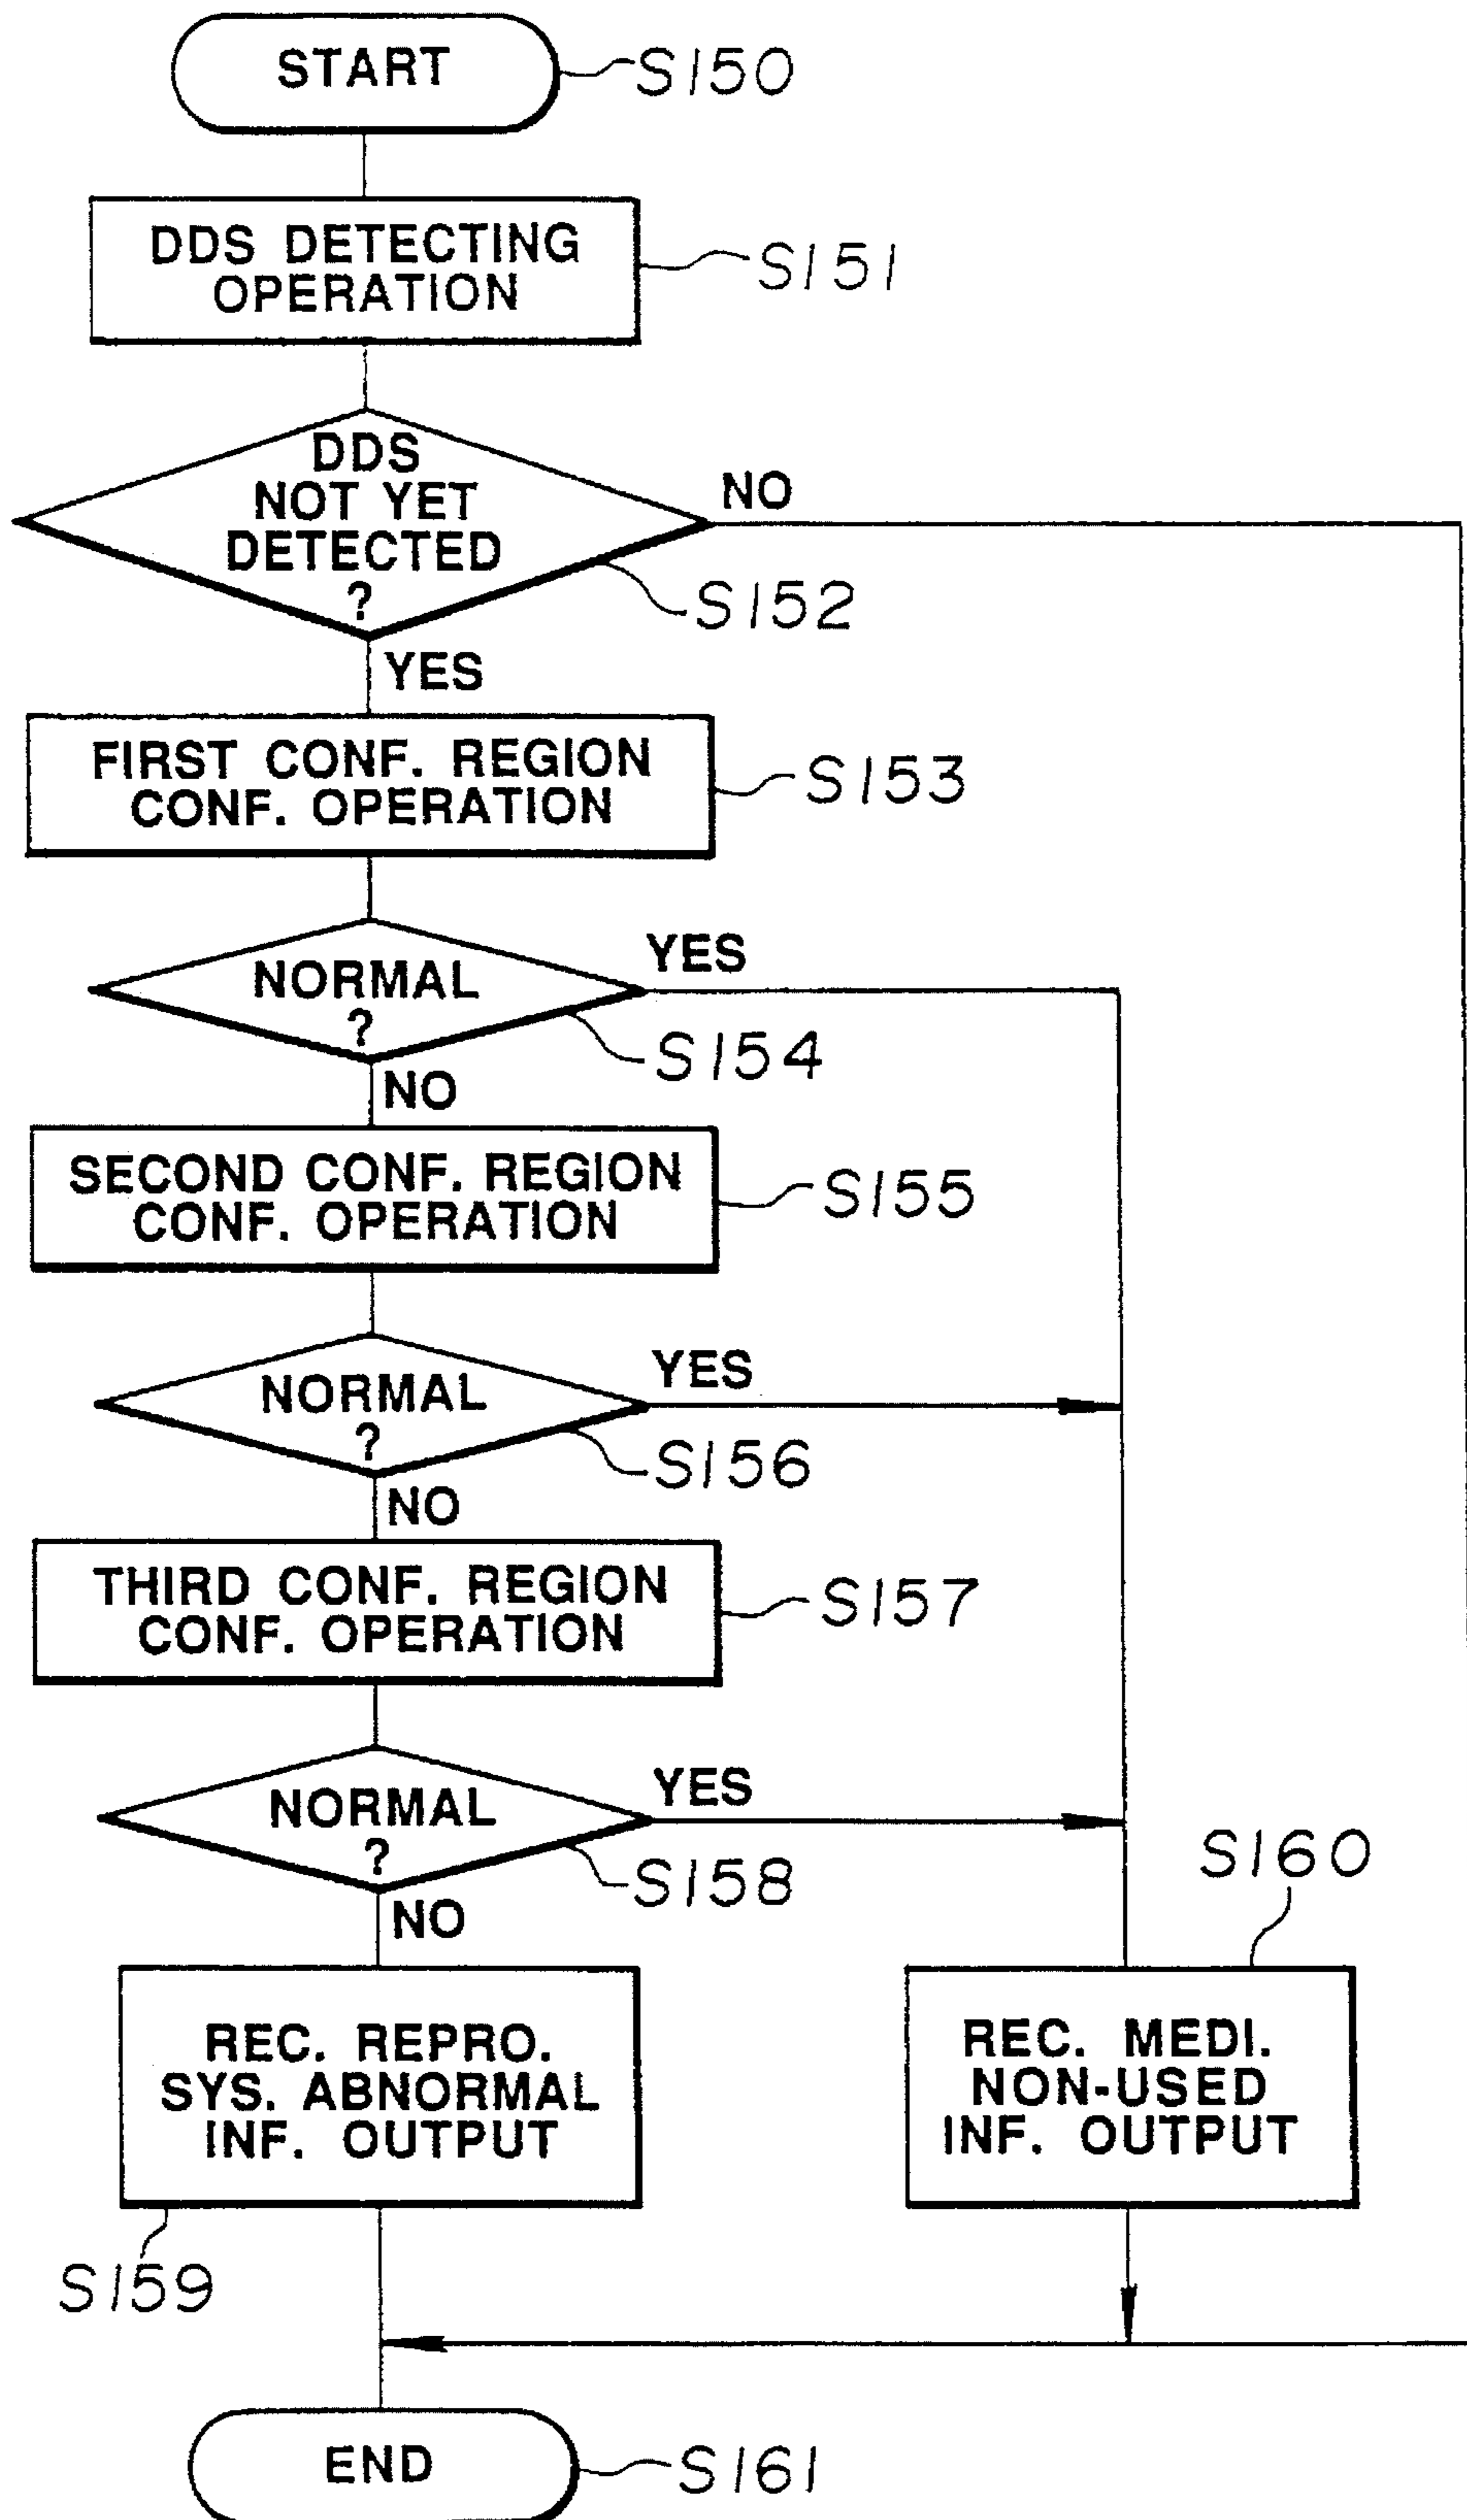 START
S150
DDS DETECTING
OPERATION
S151
DDS
NOT YET
DETECTED
?
NO
S152
YES
FIRST CONF. REGION
CONF. OPERATION
S153
NORMAL
?
YES
S154
NO
SECOND CONF. REGION
CONF. OPERATION
S155
NORMAL
?
YES
S156
NO
THIRD CONF. REGION
CONF. OPERATION
S157
NORMAL
?
YES
S158
NO
S160
REC. REPRO.
SYS. ABNORMAL
INF. OUTPUT
REC. MEDI.
NON-USED
INF. OUTPUT
S159
END
S161